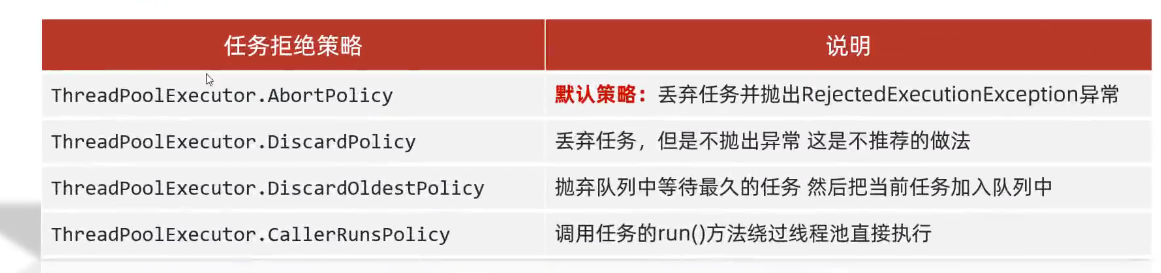 任务拒绝策略 说明
ThreadPoolExecutor.AbortPolicy 默认策略：丢弃任务并抛出RejectedExecutionException异常
ThreadPoolExecutor.DiscardPolicy 丢弃任务，但是不抛出异常 这是不推荐的做法
ThreadPoolExecutor.DiscardOldestPolicy 抛弃队列中等待最久的任务 然后把当前任务加入队列中
ThreadPoolExecutor.CallerRunsPolicy 调用任务的run()方法绕过线程池直接执行